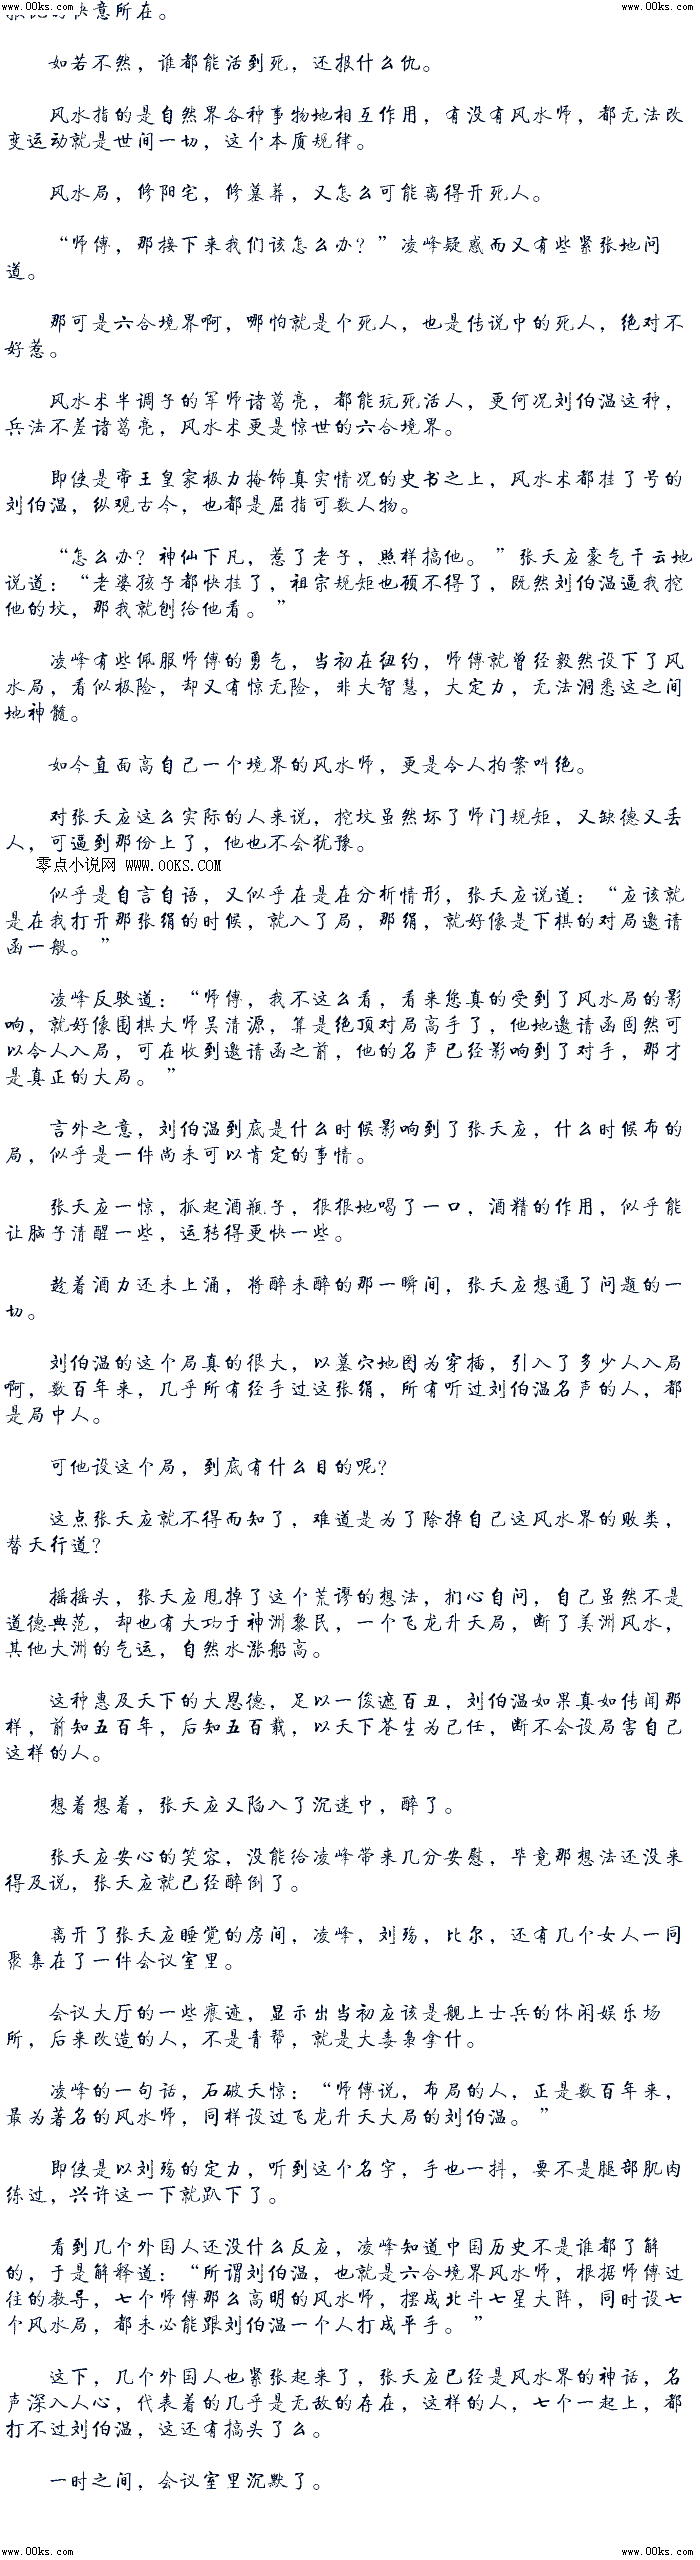 www.00ks.com www.00ks.com
快意所在。
如若不然，谁都能活到死，还报什么仇。
风水指的是自然界各种事物地相互作用，有没有风水师，都无法改
变运动就是世间一切，这个本质规律。
风水局，修阳宅，修墓葬，又怎么可能离得开死人。
“师傅，那接下来我们该怎么办？”凌峰疑惑而又有些紧张地问
道。
那可是六合境界啊，哪怕就是个死人，也是传说中的死人，绝对不
好惹。
风水术半调子的军师诸葛亮，都能玩死活人，更何况刘伯温这种，
兵法不差诸葛亮，风水术更是惊世的六合境界。
即使是帝王皇家极力掩饰真实情况的史书之上，风水术都挂了号的
刘伯温，纵观古今，也都是屈指可数人物。
“怎么办？神仙下凡，惹了老子，照样搞他。”张天应豪气干云地
说道：“老婆孩子都快挂了，祖宗规矩也顾不得了，既然刘伯温逼我挖
他的坟，那我就刨给他看。”
凌峰有些佩服师傅的勇气，当初在纽约，师傅就曾经毅然设下了风
水局，看似极险，却又有惊无险，非大智慧，大定力，无法洞悉这之间
地神髓。
如今直面高自己一个境界的风水师，更是令人拍案叫绝。
对张天应这么实际的人来说，挖坟虽然坏了师门规矩，又缺德又丢
人，可逼到那份上了，他也不会犹豫。
零点小说网 WWW.OOKS.COM
似乎是自言自语，又似乎在是在分析情形，张天应说道：“应该就
是在我打开那张绢的时候，就入了局，那绢，就好像是下棋的对局邀请
函一般。”
凌峰反驳道：“师傅，我不这么看，看来您真的受到了风水局的影
响，就好像围棋大师吴清源，算是绝顶对局高手了，他地邀请函固然可
以令人入局，可在收到邀请函之前，他的名声已经影响到了对手，那才
是真正的大局。”
言外之意，刘伯温到底是什么时候影响到了张天应，什么时候布的
局，似乎是一件尚未可以肯定的事情。
张天应一惊，抓起酒瓶子，狠狠地喝了一口，酒精的作用，似乎能
让脑子清醒一些，运转得更快一些。
趁着酒力还未上涌，将醉未醉的那一瞬间，张天应想通了问题的一
切。
刘伯温的这个局真的很大，以墓穴地图为穿插，引入了多少人入局
啊，数百年来，几乎所有经手过这张绢，所有听过刘伯温名声的人，都
是局中人。
可他设这个局，到底有什么目的呢？
这点张天应就不得而知了，难道是为了除掉自己这风水界的败类，
替天行道？
摇摇头，张天应甩掉了这个荒谬的想法，扪心自问，自己虽然不是
道德典范，却也有大功于神洲黎民，一个飞龙升天局，断了美洲风水，
其他大洲的气运，自然水涨船高。
这种惠及天下的大恩德，足以一俊遮百丑，刘伯温如果真如传闻那
样，前知五百年，后知五百载，以天下苍生为己任，断不会设局害自己
这样的人。
想着想着，张天应又陷入了沉迷中，醉了。
张天应安心的笑容，没能给凌峰带来几分安慰，毕竟那想法还没来
得及说，张天应就已经醉倒了。
离开了张天应睡觉的房间，凌峰，刘殇，比尔，还有几个女人一同
聚集在了一件会议室里。
会议大厅的一些痕迹，显示出当初应该是舰上士兵的休闲娱乐场
所，后来改造的人，不是青帮，就是大毒枭拿什。
凌峰的一句话，石破天惊：“师傅说，布局的人，正是数百年来，
最为著名的风水师，同样设过飞龙升天大局的刘伯温。”
即使是以刘殇的定力，听到这个名字，手也一抖，要不是腿部肌肉
练过，兴许这一下就趴下了。
看到几个外国人还没什么反应，凌峰知道中国历史不是谁都了解
的，于是解释道：“所谓刘伯温，也就是六合境界风水师，根据师傅过
往的教导，七个师傅那么高明的风水师，摆成北斗七星大阵，同时设七
个风水局，都未必能跟刘伯温一个人打成平手。”
这下，几个外国人也紧张起来了，张天应已经是风水界的神话，名
声深入人心，代表着的几乎是无敌的存在，这样的人，七个一起上，都
打不过刘伯温，这还有搞头了么。
一时之间，会议室里沉默了。
www.00ks.com www.00ks.com